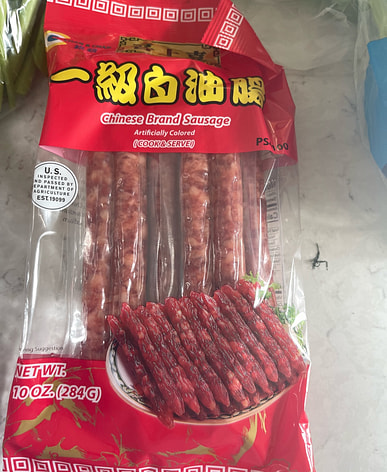 一級白油腸
Chinese Brand Sausage
Artificially Colored
(COOK & SERVE)
U.S.
INSPECTED
AND PASSED BY
DEPARTMENT OF
AGRICULTURE
EST.19099
NET WT.
10 OZ. (284G)